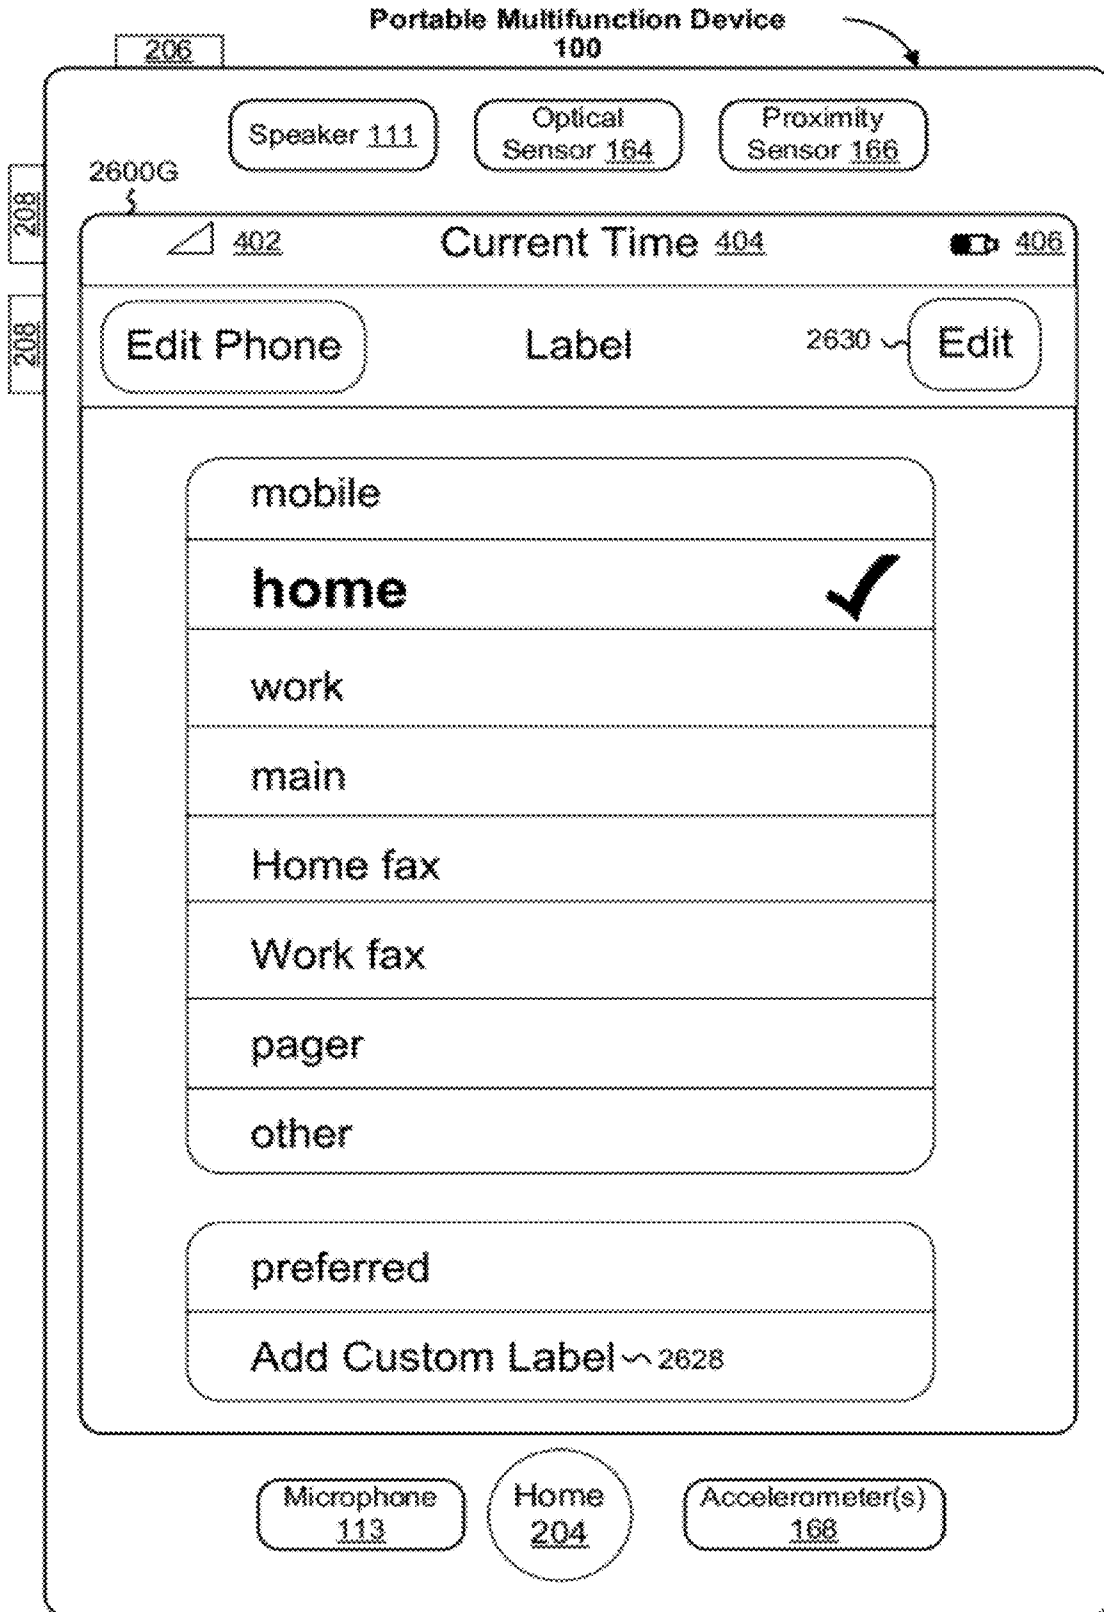 Portable Multifunction Device
100
206
Speaker 111
Optical
Sensor 164
Proximity
Sensor 166
2600G
208
402
Current Time 404
406
208
Edit Phone
Label
2630
Edit
mobile
home
work
main
Home fax
Work fax
pager
other
preferred
Add Custom Label 2628
Microphone
113
Home
204
Accelerometer(s)
168